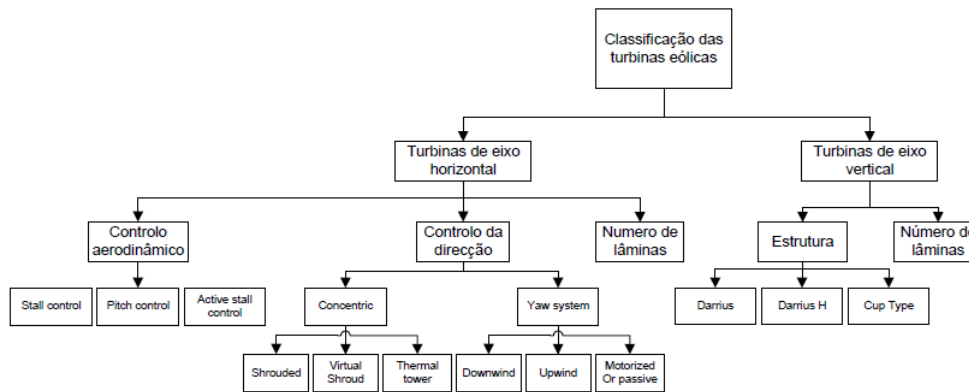 Classificação das
turbinas eólicas
Turbinas de eixo
horizontal
Turbinas de eixo
vertical
Controlo
aerodinâmico
Controlo da
direcção
Numero de
lâminas
Estrutura
Número de
lâminas
Stall control
Pitch control
Active stall
control
Concentric
Yaw system
Darrius
Darrius H
Cup Type
Shrouded
Virtual
Shroud
Thermal
tower
Downwind
Upwind
Motorized
Or passive